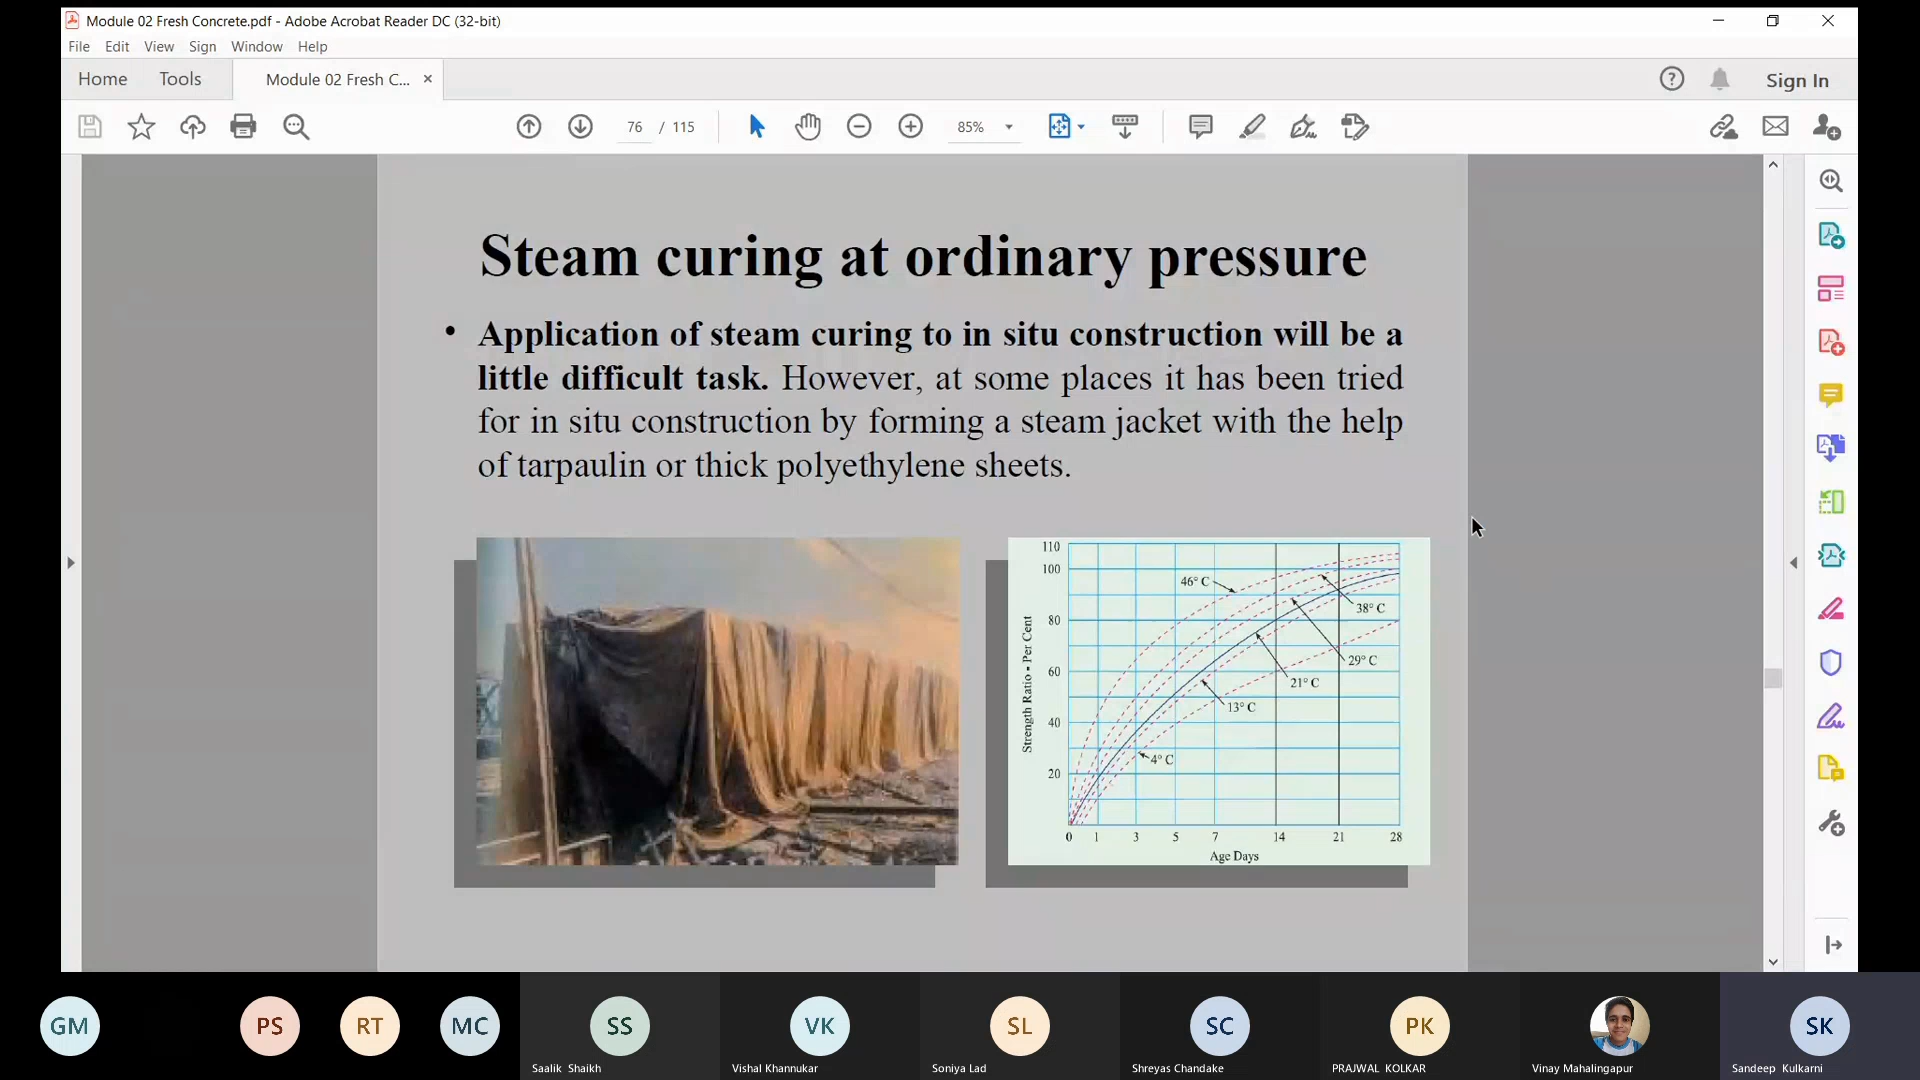 Module 02 Fresh Concrete.pdf - Adobe Acrobat Reader DC (32-bit)
File Edit View Sign Window Help
Home Tools Module 02 Fresh C... × Sign In
76 / 115 85%
Steam curing at ordinary pressure
• Application of steam curing to in situ construction will be a
little difficult task. However, at some places it has been tried
for in situ construction by forming a steam jacket with the help
of tarpaulin or thick polyethylene sheets.
110
100
80
60
40
20
Strength Ratio • Per Cent
46° C
38° C
29° C
21° C
13° C
4° C
0 1 3 5 7 14 21 28
Age Days
GM PS RT MC SS VK SL SC PK SK
Saalik Shaikh Vishal Khannukar Soniya Lad Shreyas Chandake PRAJWAL KOLKAR Vinay Mahalingapur Sandeep Kulkarni